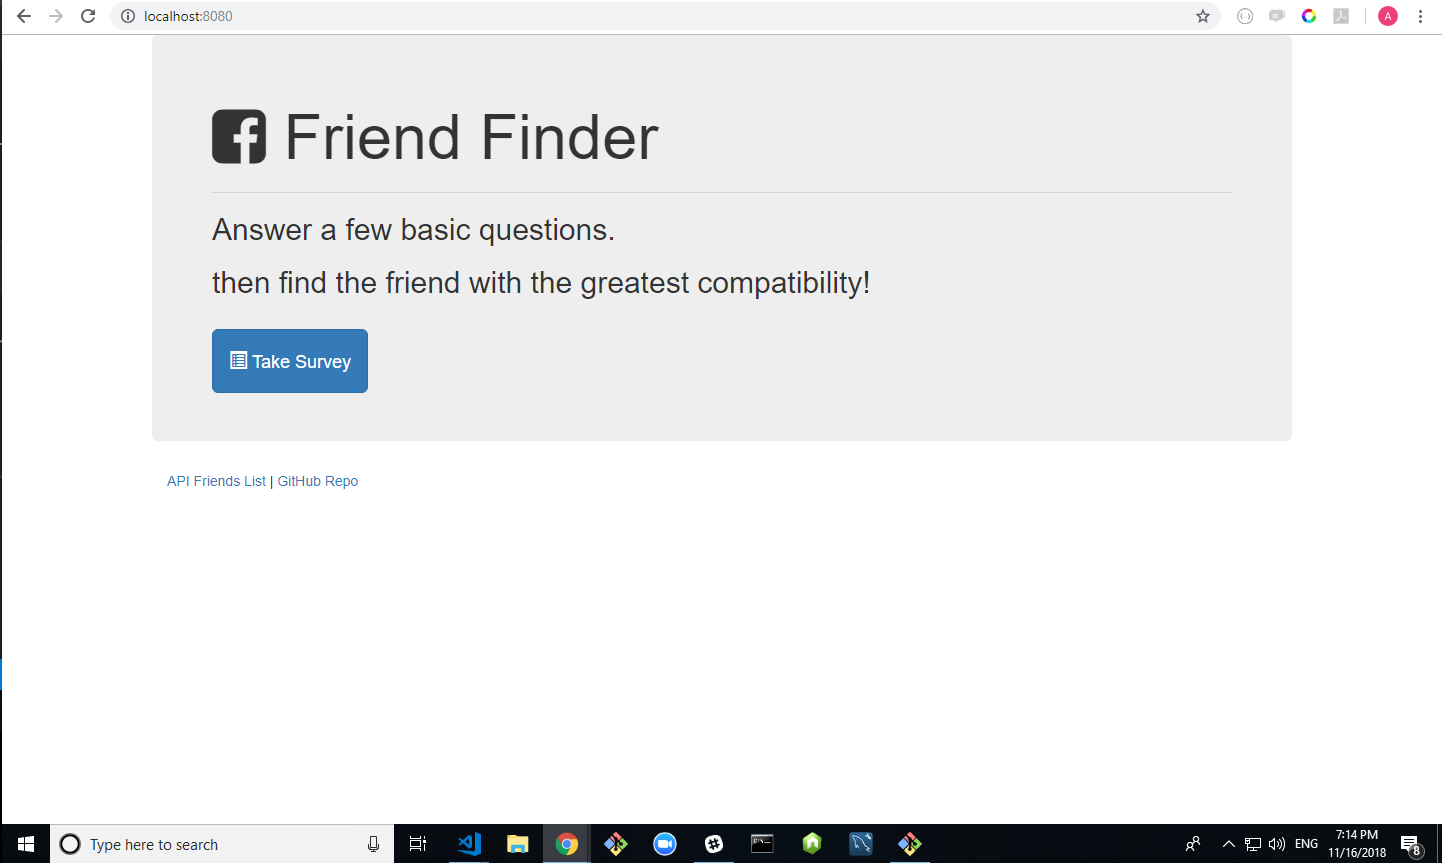 localhost:8080
A
Friend Finder
Answer a few basic questions.
then find the friend with the greatest compatibility!
Take Survey
API Friends List | GitHub Repo
Type here to search
ENG
7:14 PM
11/16/2018
8